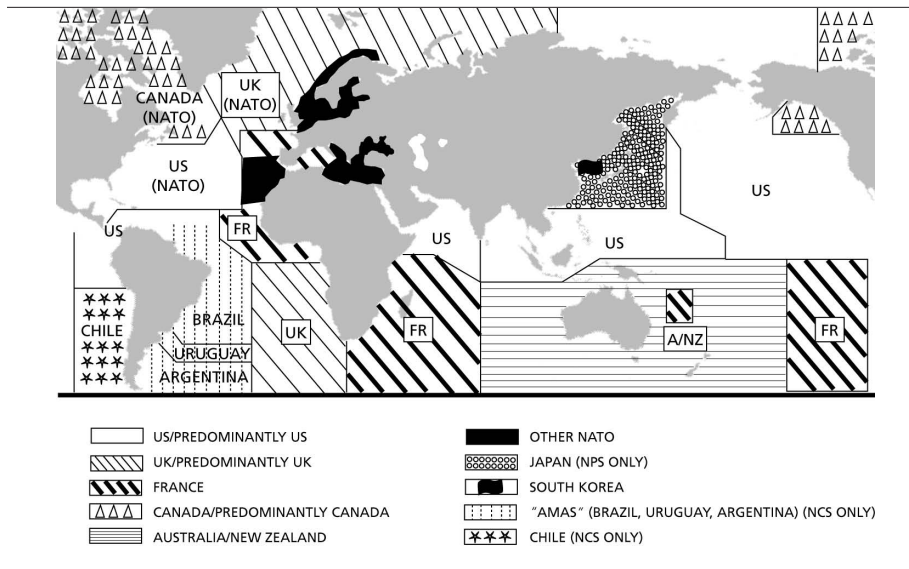 UK
(NATO)
CANADA
(NATO)
US
(NATO)
US
US
FR
US
US
CHILE
BRAZIL
URUGUAY
ARGENTINA
UK
FR
A/NZ
FR
US/PREDOMINANTLY US
UK/PREDOMINANTLY UK
FRANCE
CANADA/PREDOMINANTLY CANADA
AUSTRALIA/NEW ZEALAND
OTHER NATO
JAPAN (NPS ONLY)
SOUTH KOREA
"AMAS" (BRAZIL, URUGUAY, ARGENTINA) (NCS ONLY)
CHILE (NCS ONLY)